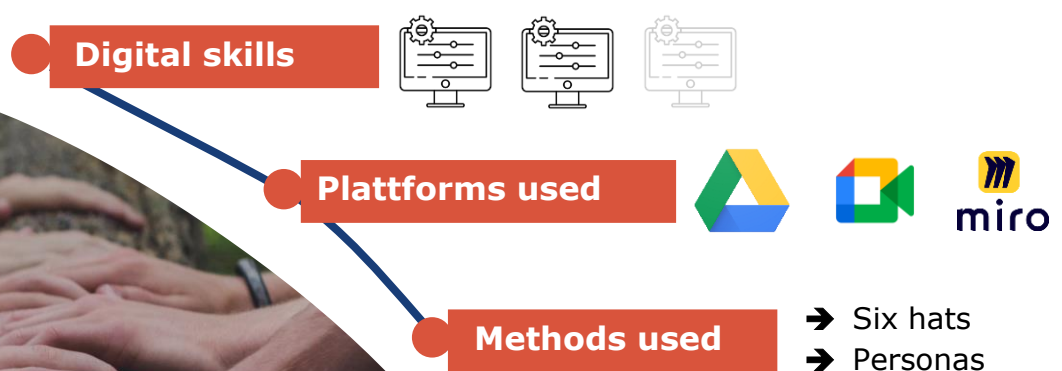 Digital skills
Plattforms used
miro
Methods used
➔ Six hats
➔ Personas